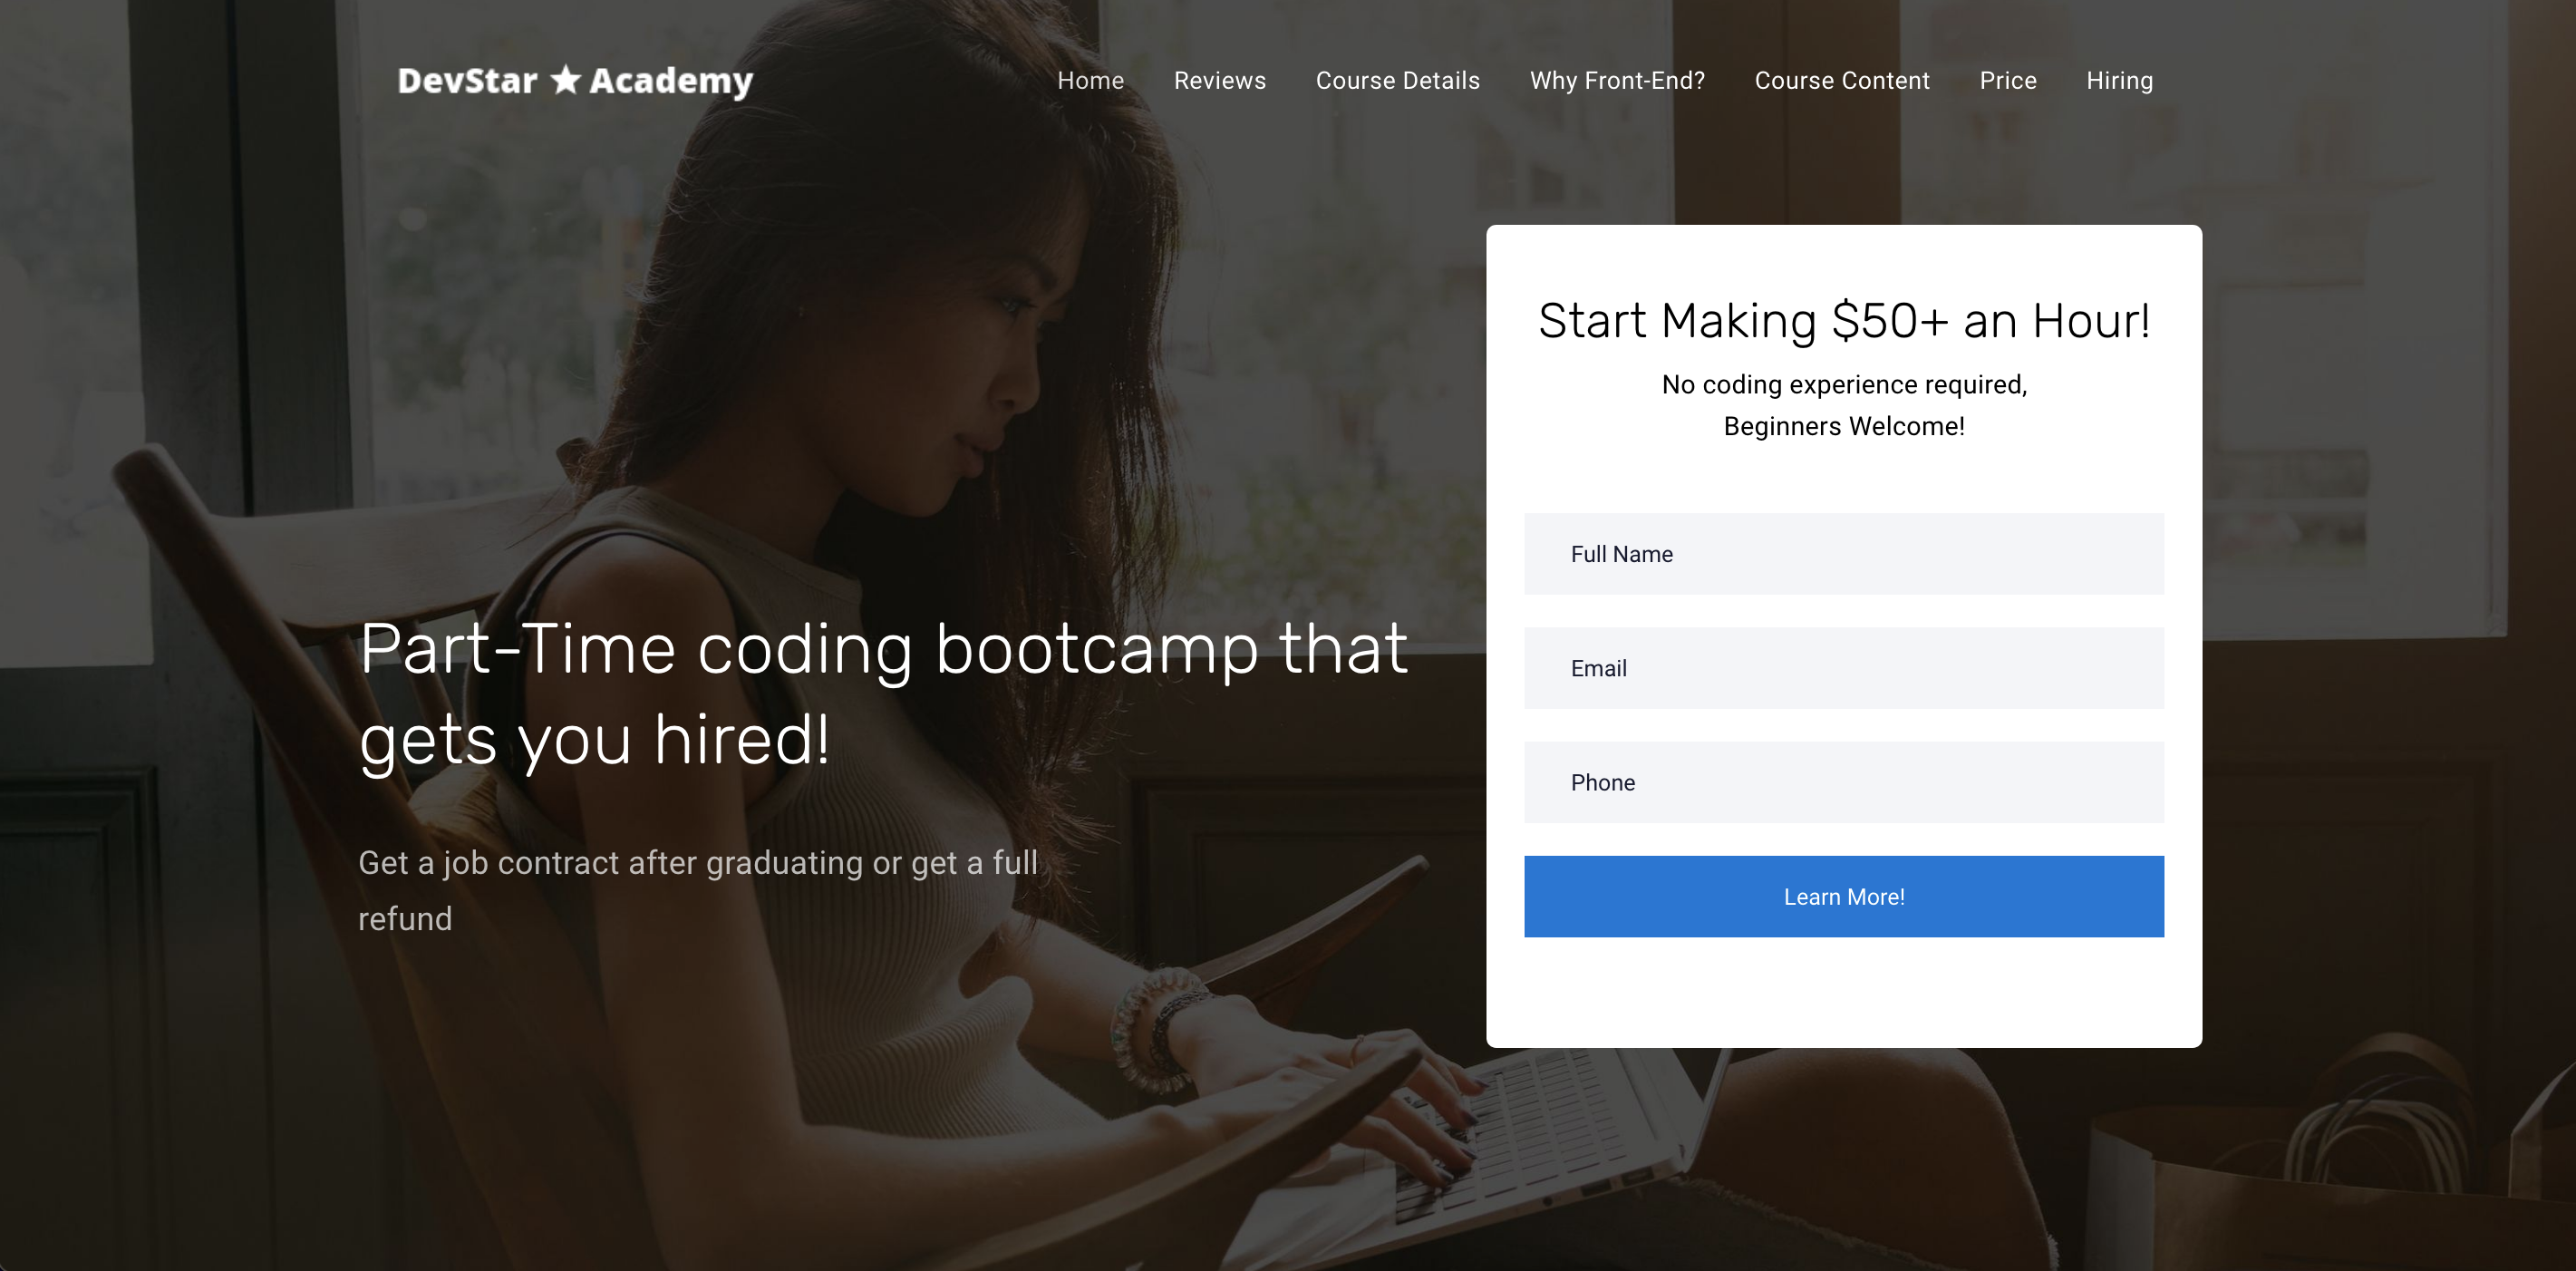 DevStar ★ Academy
Home Reviews Course Details Why Front-End? Course Content Price Hiring
Part-Time coding bootcamp that
gets you hired!
Get a job contract after graduating or get a full
refund
Start Making $50+ an Hour!
No coding experience required,
Beginners Welcome!
Full Name
Email
Phone
Learn More!